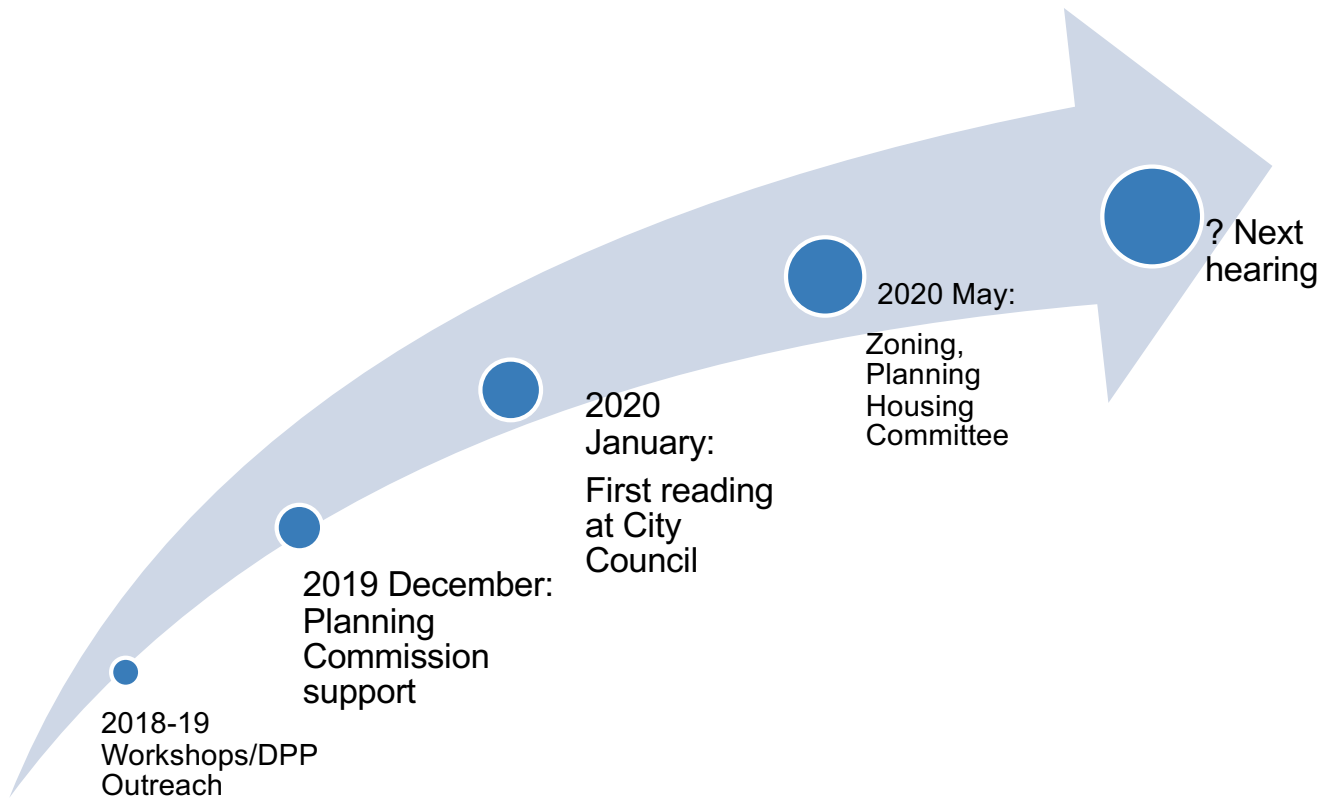 2018-19
Workshops/DPP
Outreach
2019 December:
Planning
Commission
support
2020
January:
First reading
at City
Council
2020 May:
Zoning,
Planning
Housing
Committee
? Next
hearing